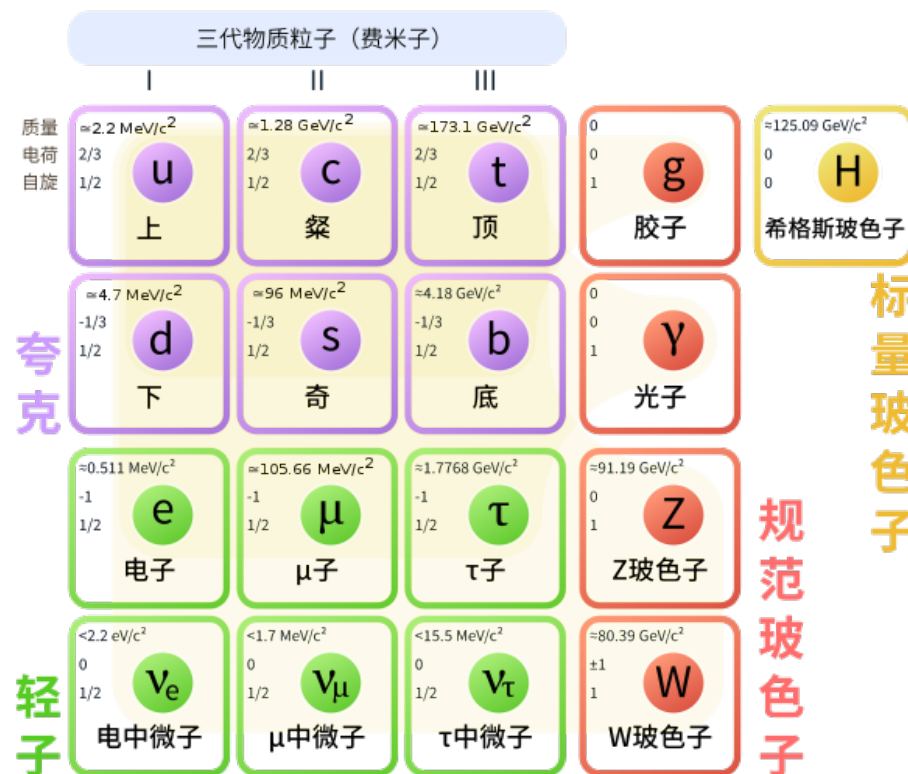 三代物质粒子（费米子）
I II III
质量
电荷
自旋
≃2.2 MeV/c²
2/3
1/2
u
上
≃1.28 GeV/c²
2/3
1/2
c
粲
≃173.1 GeV/c²
2/3
1/2
t
顶
0
0
1
g
胶子
≈125.09 GeV/c²
0
0
H
希格斯玻色子
≃4.7 MeV/c²
-1/3
1/2
d
下
≃96 MeV/c²
-1/3
1/2
s
奇
≈4.18 GeV/c²
-1/3
1/2
b
底
0
0
1
γ
光子
≈0.511 MeV/c²
-1
1/2
e
电子
≃105.66 MeV/c²
-1
1/2
μ
μ子
≈1.7768 GeV/c²
-1
1/2
τ
τ子
≈91.19 GeV/c²
0
1
Z
Z玻色子
<2.2 eV/c²
0
1/2
νe
电中微子
<1.7 MeV/c²
0
1/2
νμ
μ中微子
<15.5 MeV/c²
0
1/2
ντ
τ中微子
≈80.39 GeV/c²
±1
1
W
W玻色子
夸克
轻子
规范玻色子
标量玻色子